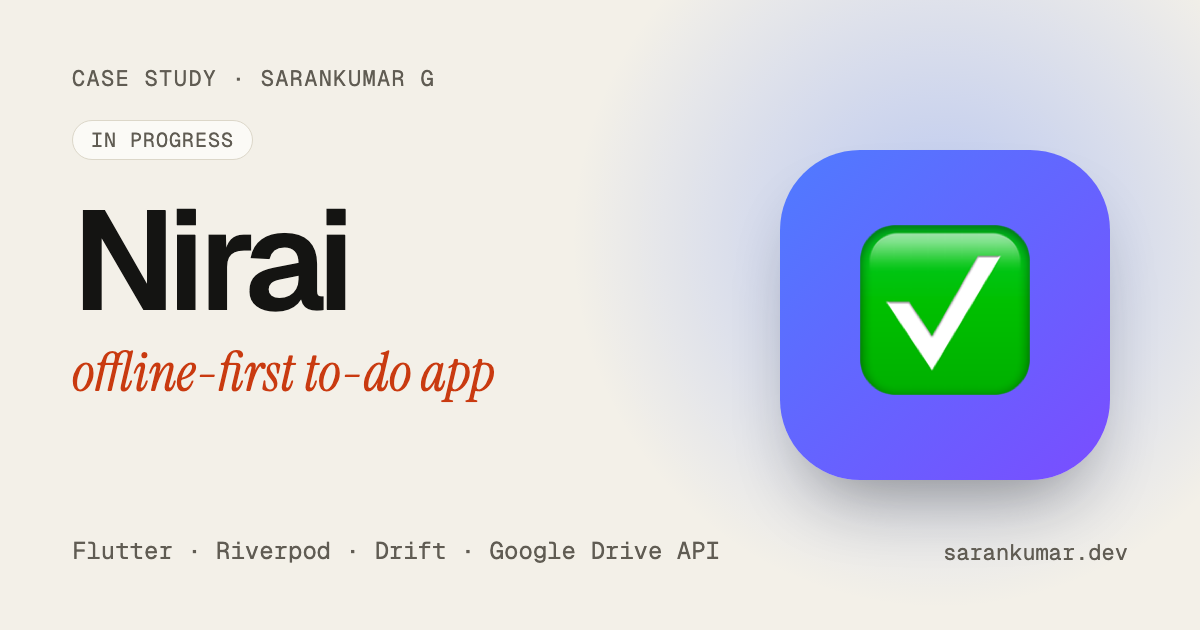 CASE STUDY · SARANKUMAR G
IN PROGRESS
Nirai
offline-first to-do app
Flutter · Riverpod · Drift · Google Drive API
sarankumar.dev